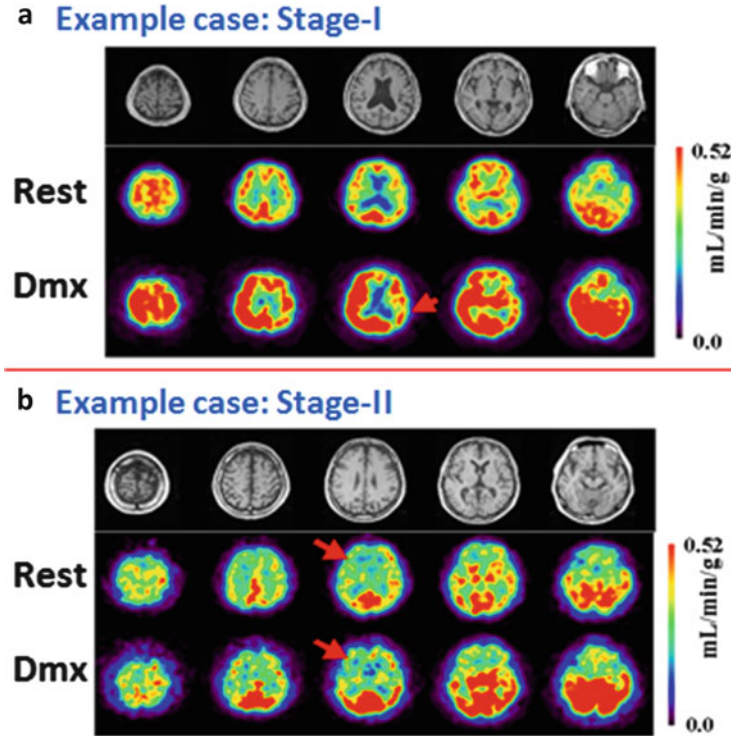 a Example case: Stage-I
Rest
Dmx
0.52
mL/min/g
0.0
b Example case: Stage-II
Rest
Dmx
0.52
mL/min/g
0.0